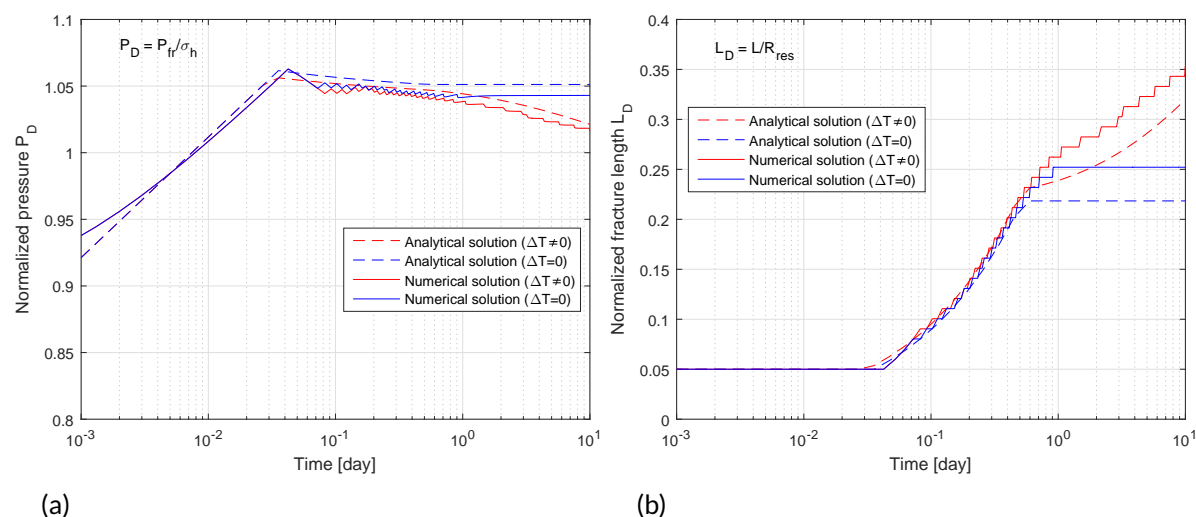 P_D = P_fr/σ_h
1.1
1.05
1
0.95
0.9
0.85
0.8
Normalized pressure P_D
Analytical solution (ΔT≠0)
Analytical solution (ΔT=0)
Numerical solution (ΔT≠0)
Numerical solution (ΔT=0)
10^-3
10^-2
10^-1
10^0
10^1
Time [day]
(a)
L_D = L/R_res
0.4
0.35
0.3
0.25
0.2
0.15
0.1
0.05
0
Normalized fracture length L_D
Analytical solution (ΔT≠0)
Analytical solution (ΔT=0)
Numerical solution (ΔT≠0)
Numerical solution (ΔT=0)
10^-3
10^-2
10^-1
10^0
10^1
Time [day]
(b)